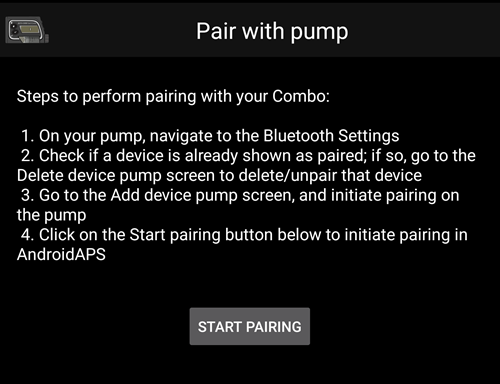 Pair with pump
Steps to perform pairing with your Combo:
1. On your pump, navigate to the Bluetooth Settings
2. Check if a device is already shown as paired; if so, go to the
Delete device pump screen to delete/unpair that device
3. Go to the Add device pump screen, and initiate pairing on
the pump
4. Click on the Start pairing button below to initiate pairing in
AndroidAPS
START PAIRING